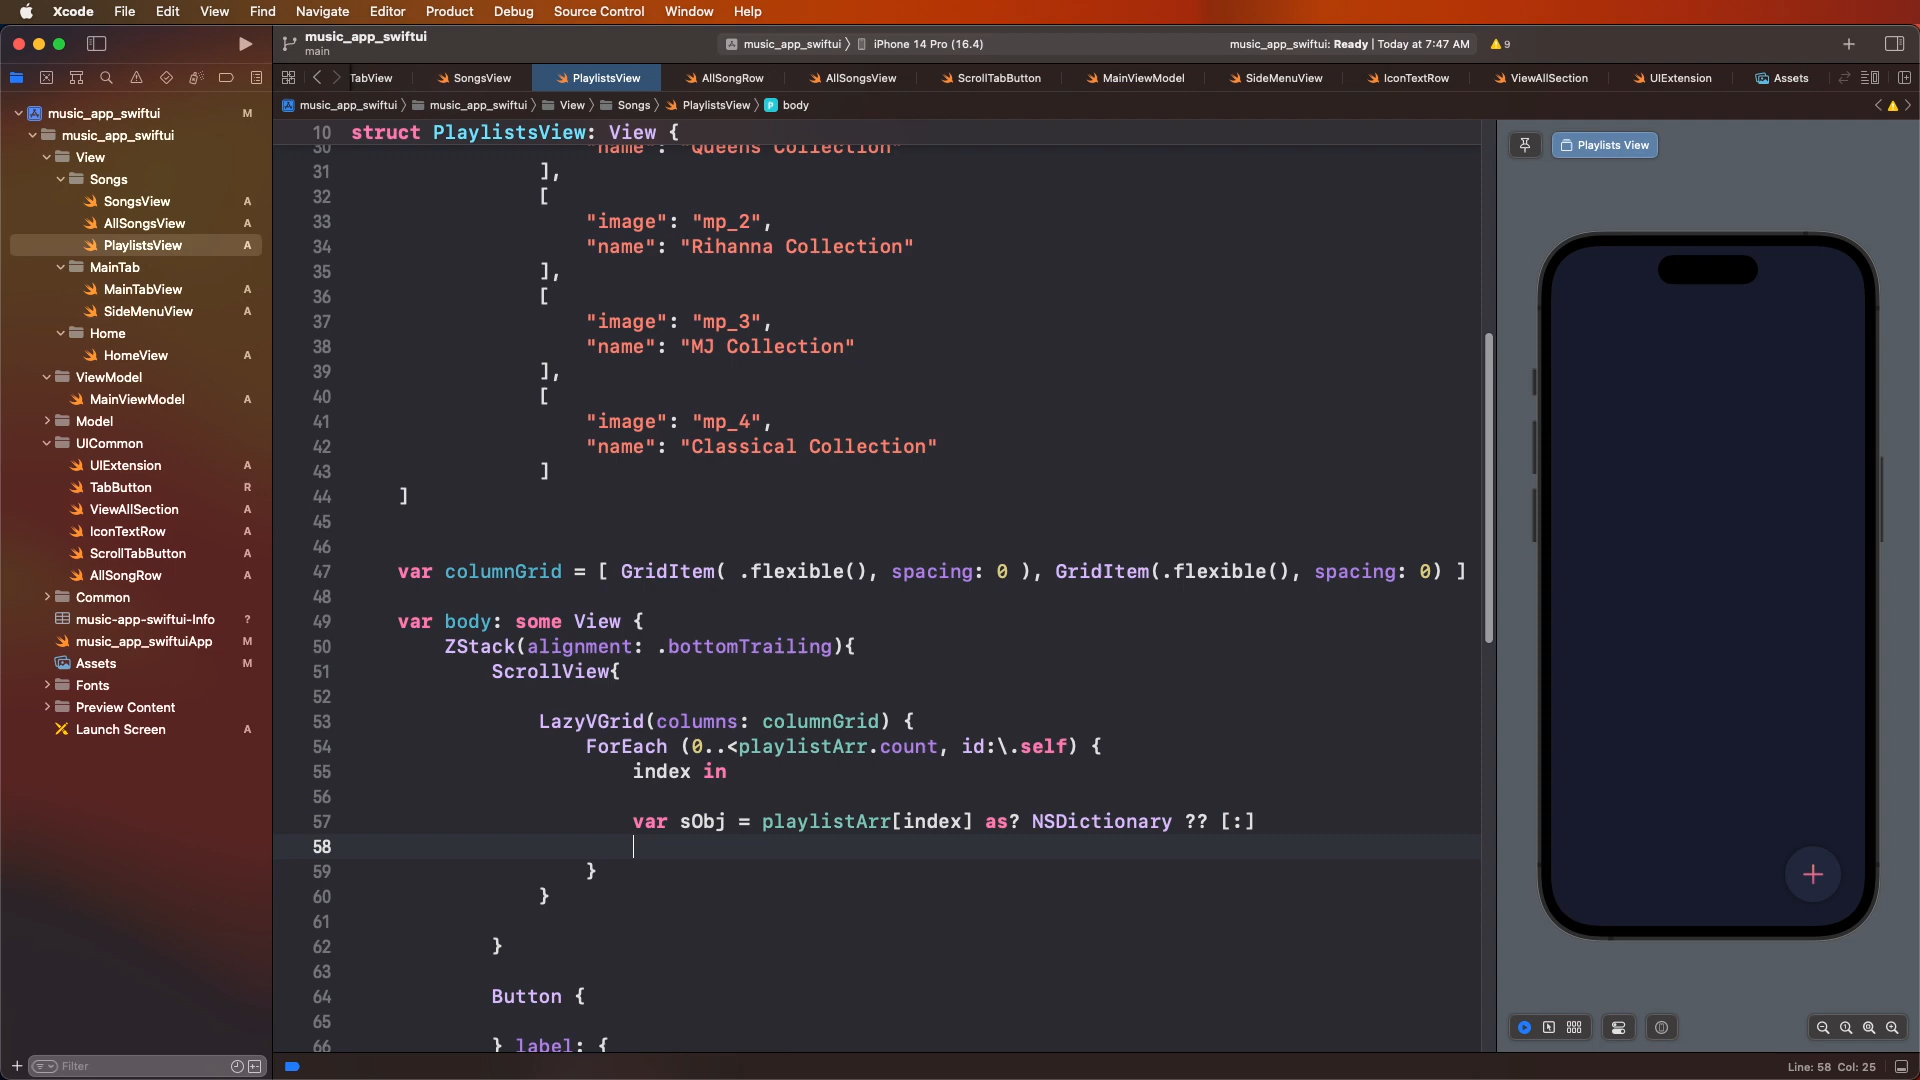 Xcode File Edit View Find Navigate Editor Product Debug Source Control Window Help
music_app_swiftui
main
music_app_swiftui iPhone 14 Pro (16.4)
music_app_swiftui: Ready | Today at 7:47 AM
9
TabView SongsView PlaylistsView AllSongRow AllSongsView ScrollTabButton MainViewModel SideMenuView IconTextRow ViewAllSection UIExtension Assets
music_app_swiftui music_app_swiftui View Songs PlaylistsView P body
music_app_swiftui M
music_app_swiftui
View
Songs
SongsView A
AllSongsView A
PlaylistsView A
MainTab
MainTabView A
SideMenuView A
Home
HomeView A
ViewModel
MainViewModel A
Model
UICommon
UIExtension A
TabButton R
ViewAllSection A
IconTextRow A
ScrollTabButton A
AllSongRow A
Common
music-app-swiftui-Info ?
music_app_swiftuiApp M
Assets M
Fonts
Preview Content
Launch Screen A
Filter
10 struct PlaylistsView: View {
30 "name": "Queens Collection"
31 ],
32 [
33 "image": "mp_2",
34 "name": "Rihanna Collection"
35 ],
36 [
37 "image": "mp_3",
38 "name": "MJ Collection"
39 ],
40 [
41 "image": "mp_4",
42 "name": "Classical Collection"
43 ]
44 ]
45
46
47 var columnGrid = [ GridItem( .flexible(), spacing: 0 ), GridItem(.flexible(), spacing: 0) ]
48
49 var body: some View {
50 ZStack(alignment: .bottomTrailing){
51 ScrollView{
52
53 LazyVGrid(columns: columnGrid) {
54 ForEach (0..<playlistArr.count, id:\.self) {
55 index in
56
57 var sObj = playlistArr[index] as? NSDictionary ?? [:]
58
59 }
60 }
61
62 }
63
64 Button {
65
66 } label: {
Playlists View
Line: 58 Col: 25